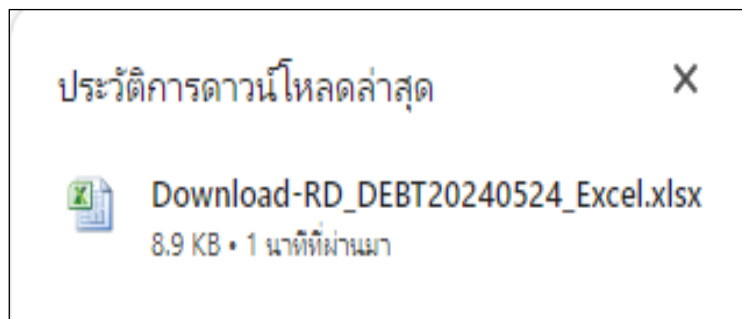 ประวัติการดาวน์โหลดล่าสุด
Download-RD_DEBT20240524_Excel.xlsx
8.9 KB • 1 นาทีที่ผ่านมา